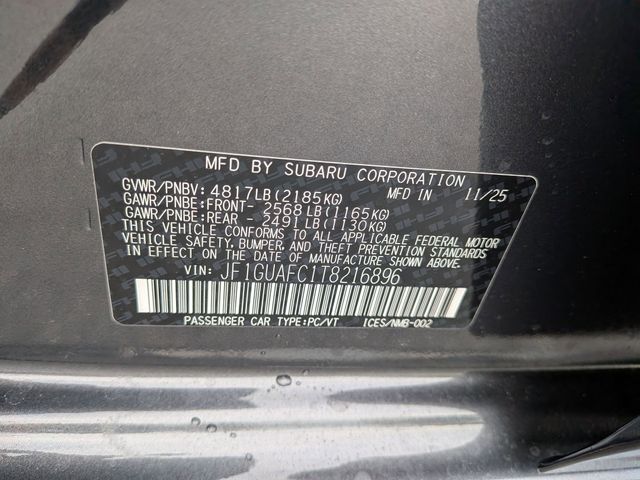 MFD BY SUBARU CORPORATION
GVWR/PNBV: 4817LB(2185KG) MFD IN 11/25
GAWR/PNBE:FRONT- 2568LB(1165KG)
GAWR/PNBE:REAR - 2491LB(1130KG)
THIS VEHICLE CONFORMS TO ALL APPLICABLE FEDERAL MOTOR
VEHICLE SAFETY, BUMPER, AND THEFT PREVENTION STANDARDS
IN EFFECT ON THE DATE OF MANUFACTURE SHOWN ABOVE.
VIN: JF1GUAFC1T8216896
PASSENGER CAR TYPE:PC/VT ICES/NMB-002